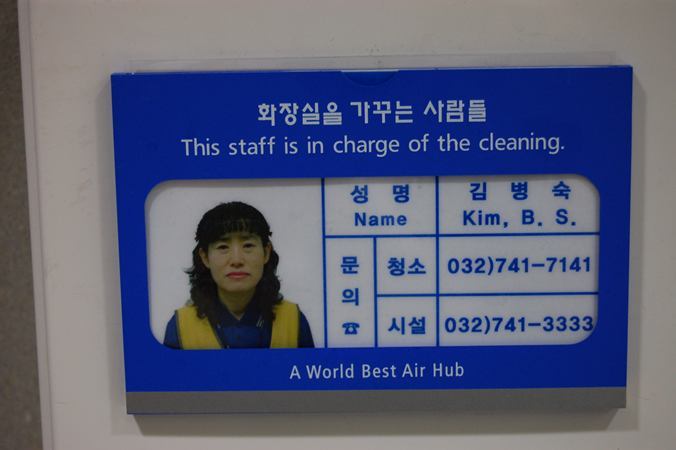 화장실을 가꾸는 사람들
This staff is in charge of the cleaning.
성 명 김 병 숙
Name Kim, B. S.
문 의 ☎
청소 032)741-7141
시설 032)741-3333
A World Best Air Hub